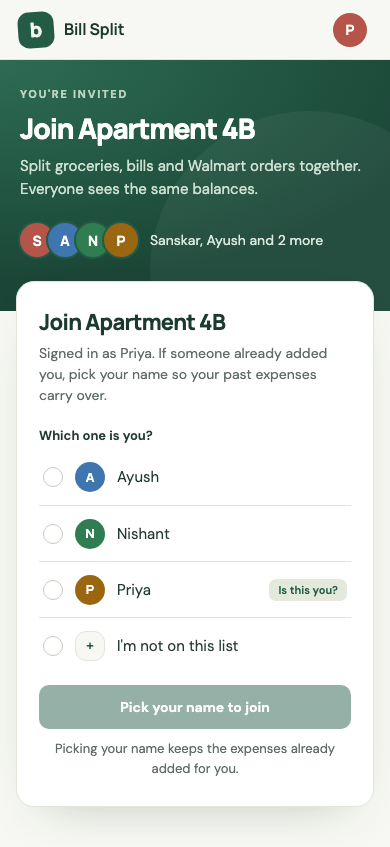 b Bill Split P
YOU'RE INVITED
Join Apartment 4B
Split groceries, bills and Walmart orders together.
Everyone sees the same balances.
S A N P Sanskar, Ayush and 2 more
Join Apartment 4B
Signed in as Priya. If someone already added
you, pick your name so your past expenses
carry over.
Which one is you?
A Ayush
N Nishant
P Priya Is this you?
+ I'm not on this list
Pick your name to join
Picking your name keeps the expenses already
added for you.